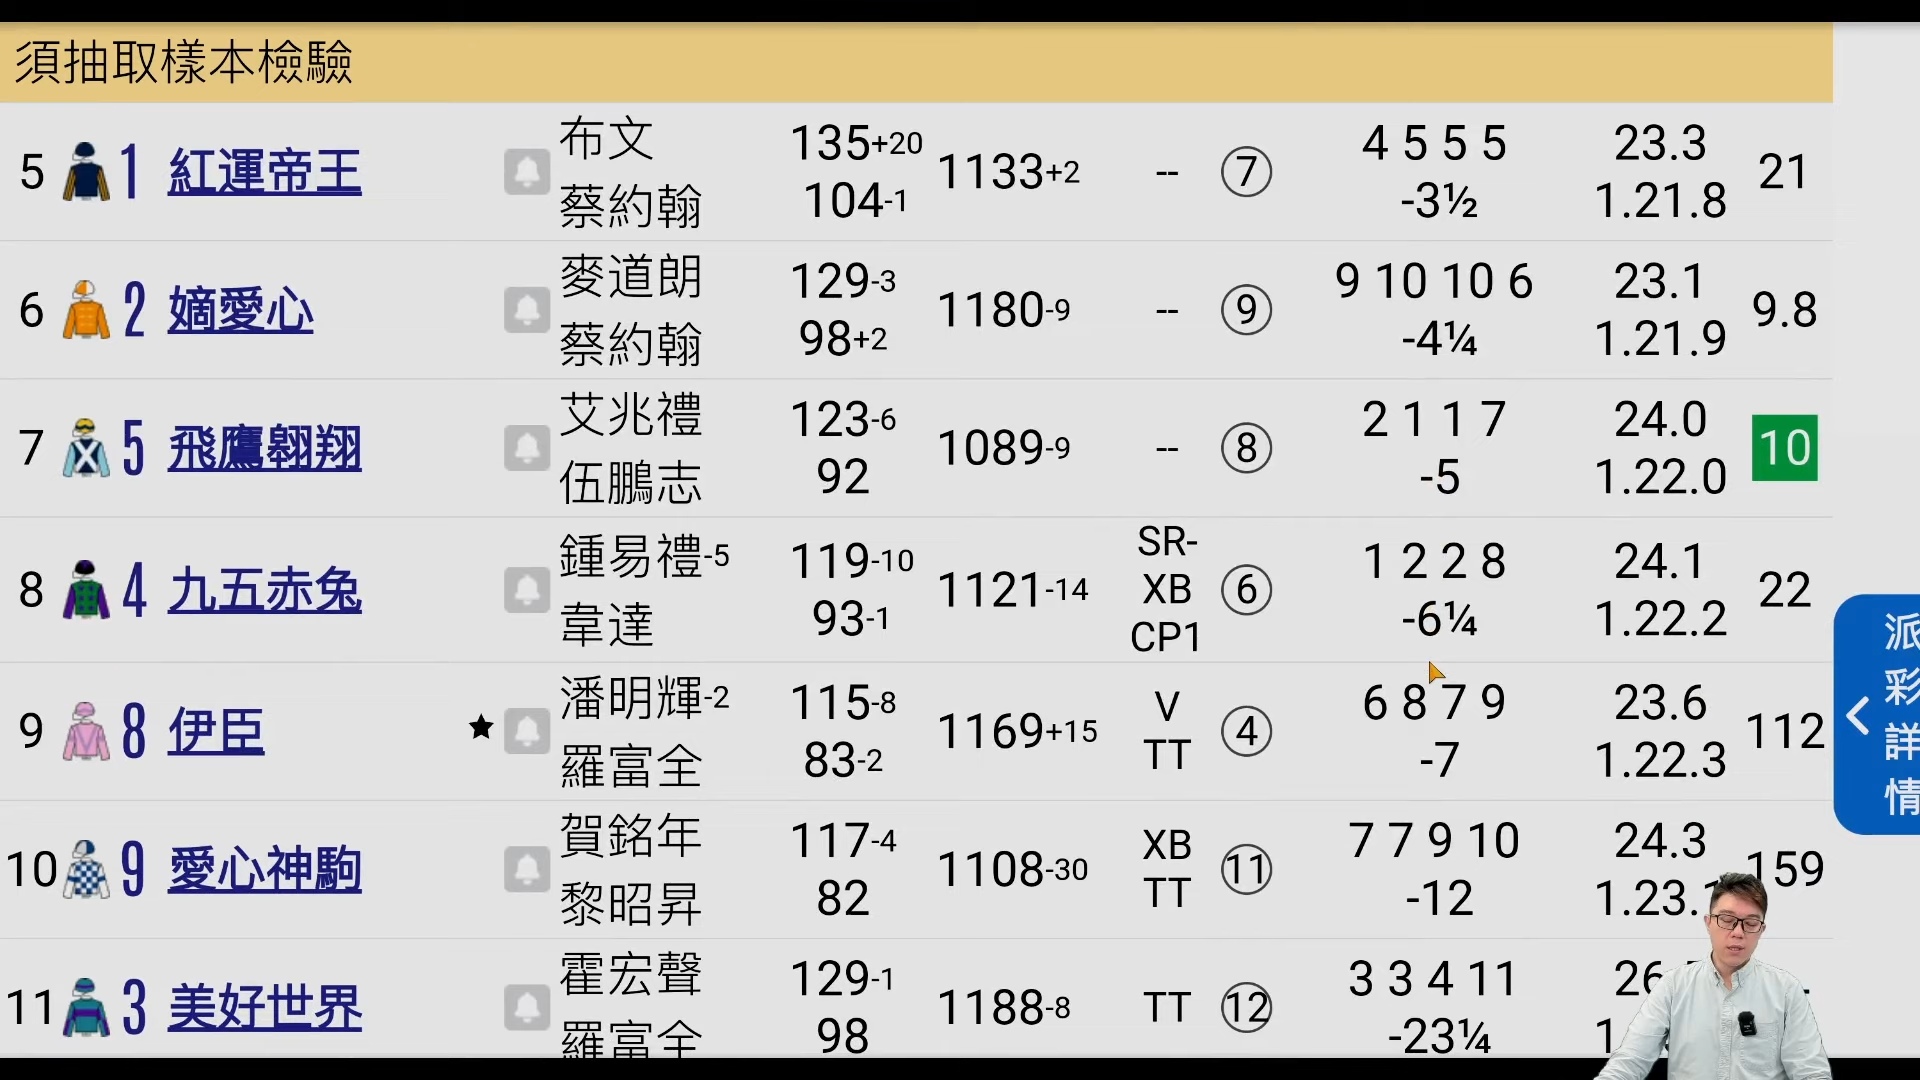 須抽取樣本檢驗
5 1 紅運帝王 布文 蔡約翰 135+20 104-1 1133+2 -- 7 4 5 5 5 -3½ 23.3 1.21.8 21
6 2 嫡愛心 麥道朗 蔡約翰 129-3 98+2 1180-9 -- 9 9 10 10 6 -4¼ 23.1 1.21.9 9.8
7 5 飛鷹翱翔 艾兆禮 伍鵬志 123-6 92 1089-9 -- 8 2 1 1 7 -5 24.0 1.22.0 10
8 4 九五赤兔 鍾易禮-5 韋達 119-10 93-1 1121-14 SR- XB CP1 6 1 2 2 8 -6¼ 24.1 1.22.2 22
9 8 伊臣 ★ 潘明輝-2 羅富全 115-8 83-2 1169+15 V TT 4 6 8 7 9 -7 23.6 1.22.3 112
10 9 愛心神駒 賀銘年 黎昭昇 117-4 82 1108-30 XB TT 11 7 7 9 10 -12 24.3 1.23. 159
11 3 美好世界 霍宏聲 羅富全 129-1 98 1188-8 TT 12 3 3 4 11 -23¼ 26.
派彩詳情